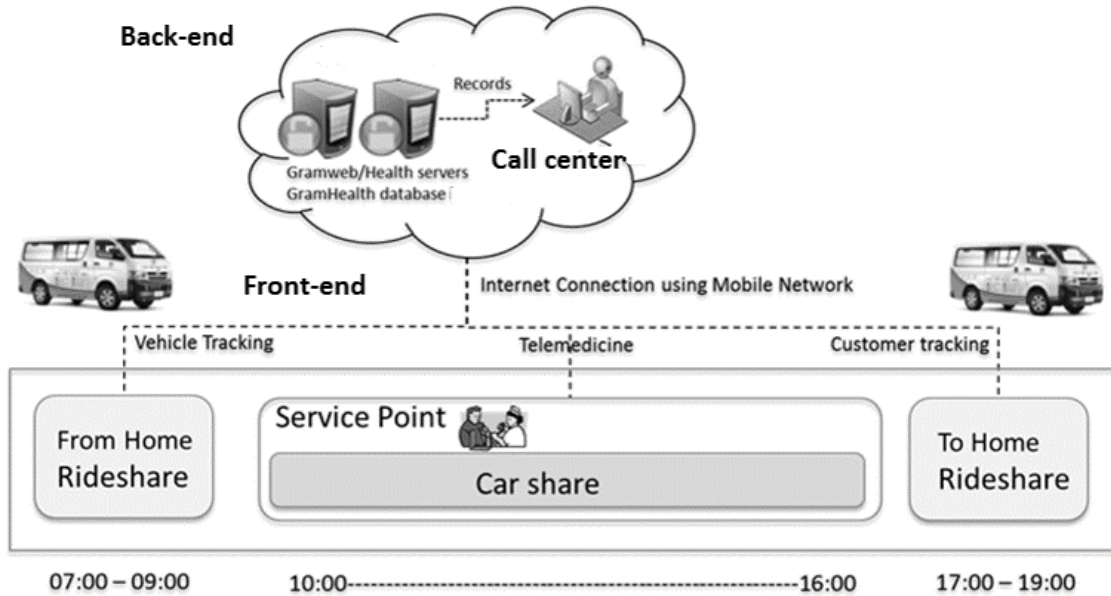 Back-end
Records
Call center
Gramweb/Health servers
GramHealth database
Front-end
Internet Connection using Mobile Network
Vehicle Tracking
Telemedicine
Customer tracking
From Home
Rideshare
Service Point
Car share
To Home
Rideshare
07:00 – 09:00
10:00
16:00
17:00 – 19:00